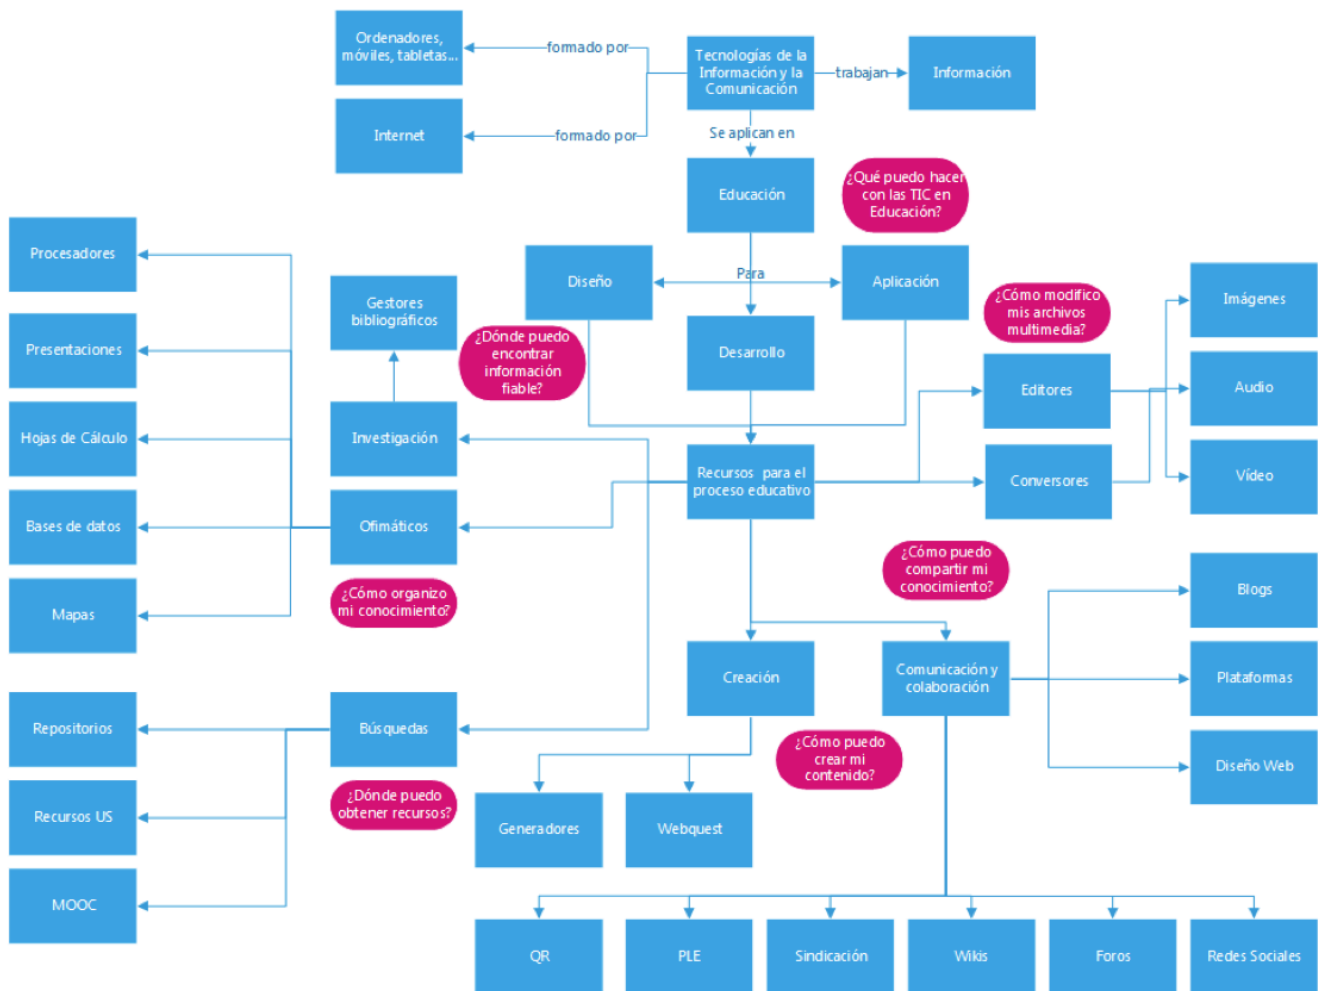 Ordenadores,
móviles, tabletas...
formado por
Tecnologías de la
Información y la
Comunicación
trabajan
Información
Internet
formado por
Se aplican en
Educación
¿Qué puedo hacer
con las TIC en
Educación?
Procesadores
Diseño
Para
Aplicación
Gestores
bibliográficos
¿Cómo modifico
mis archivos
multimedia?
Imágenes
Presentaciones
¿Dónde puedo
encontrar
información
fiable?
Desarrollo
Editores
Audio
Hojas de Cálculo
Investigación
Recursos para el
proceso educativo
Conversores
Vídeo
Bases de datos
Ofimáticos
¿Cómo organizo
mi conocimiento?
¿Cómo puedo
compartir mi
conocimiento?
Blogs
Mapas
Creación
Comunicación y
colaboración
Plataformas
Repositorios
Búsquedas
¿Cómo puedo
crear mi
contenido?
Diseño Web
¿Dónde puedo
obtener recursos?
Recursos US
Generadores
Webquest
MOOC
QR
PLE
Sindicación
Wikis
Foros
Redes Sociales